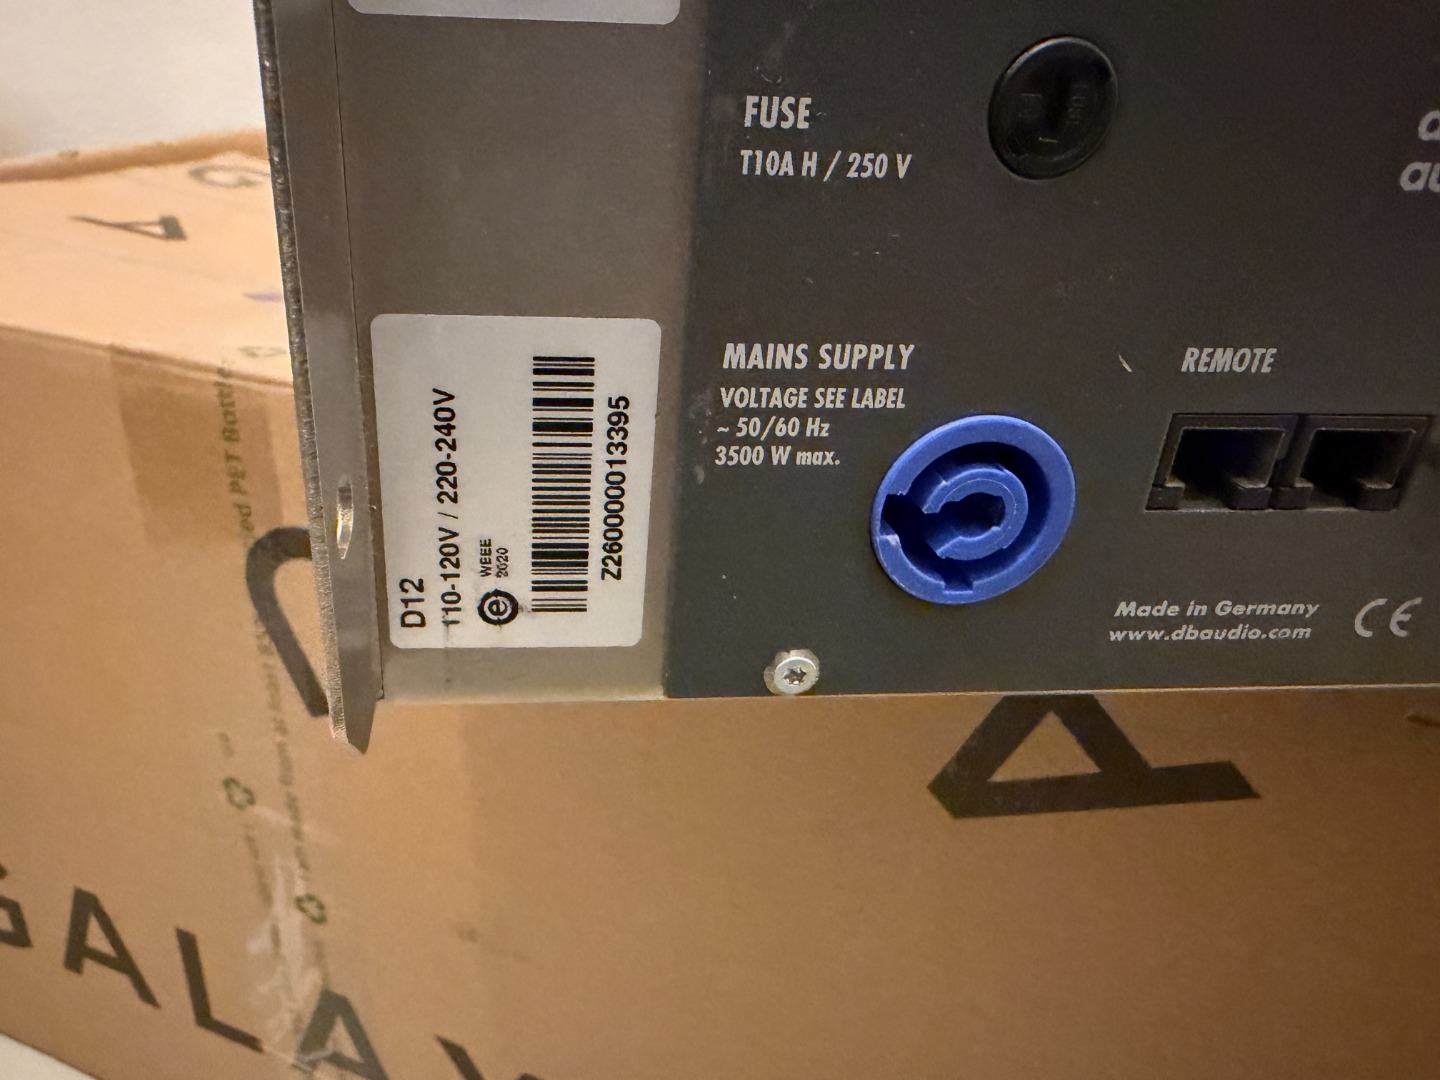 FUSE
T10A H / 250 V
MAINS SUPPLY
VOLTAGE SEE LABEL
~ 50/60 Hz
3500 W max.
REMOTE
Made in Germany
www.dbaudio.com
CE
D12
110-120V / 220-240V
WEEE
2020
Z2600000013395
GALA